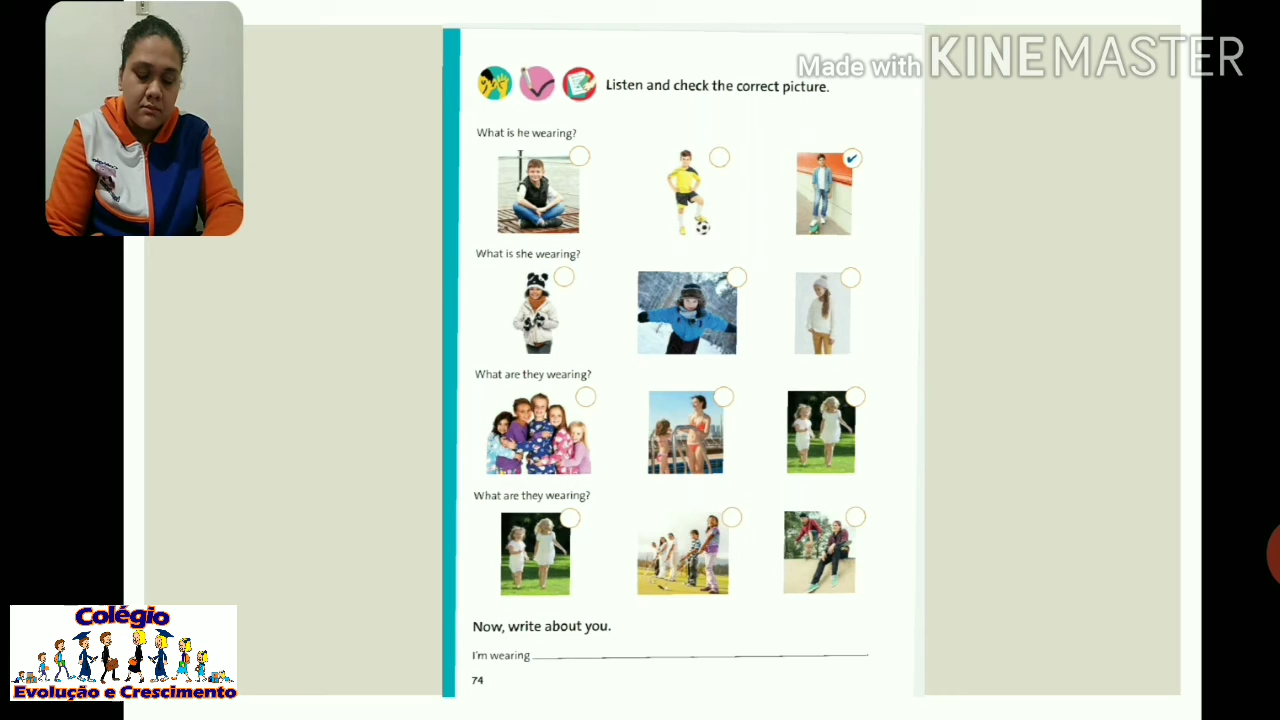 Made with KINEMASTER
Listen and check the correct picture.
What is he wearing?
What is she wearing?
What are they wearing?
What are they wearing?
Now, write about you.
I'm wearing
74
Colégio
Evolução e Crescimento